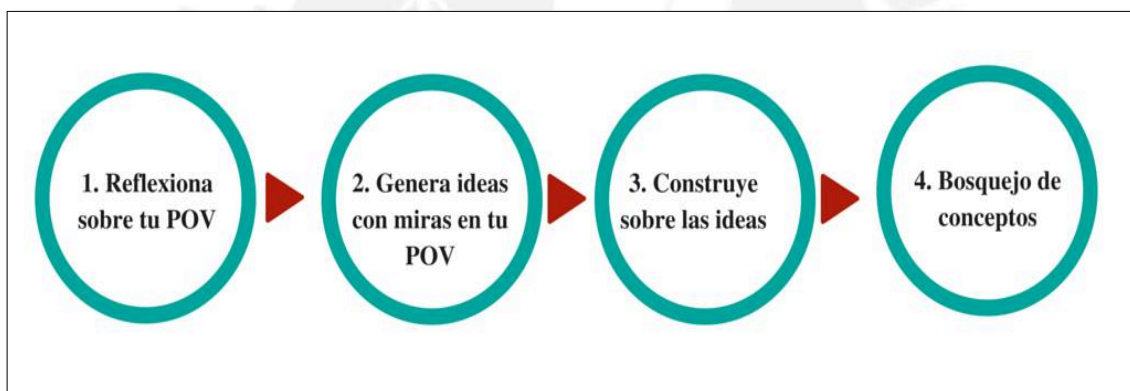 1. Reflexiona
sobre tu POV
2. Genera ideas
con miras en tu
POV
3. Construye
sobre las ideas
4. Bosquejo de
conceptos